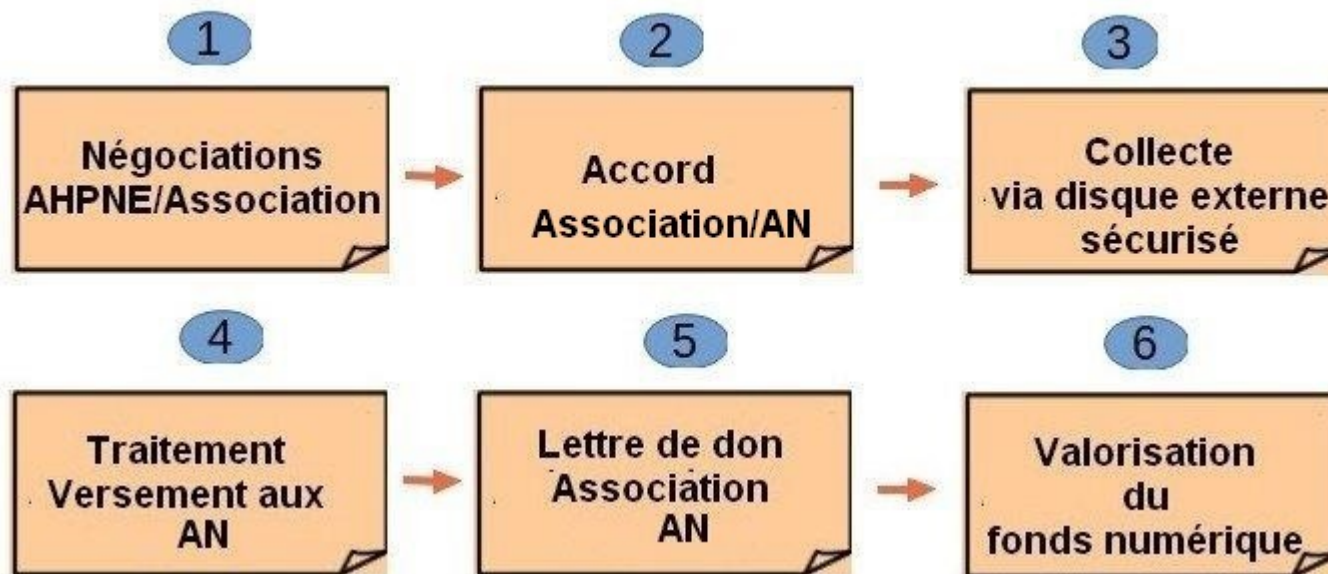 1
Négociations
AHPNE/Association
2
Accord
Association/AN
3
Collecte
via disque externe
sécurisé
4
Traitement
Versement aux
AN
5
Lettre de don
Association
AN
6
Valorisation
du
fonds numérique